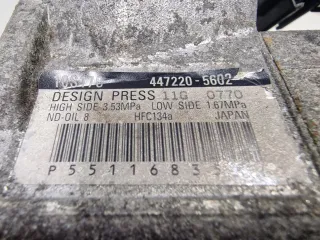 447220-5602
DESIGN PRESS 11G 0770
HIGH SIDE-3.53MPa LOW SIDE 1.67MPa
ND-OIL 8 HFC134a JAPAN
P5511683